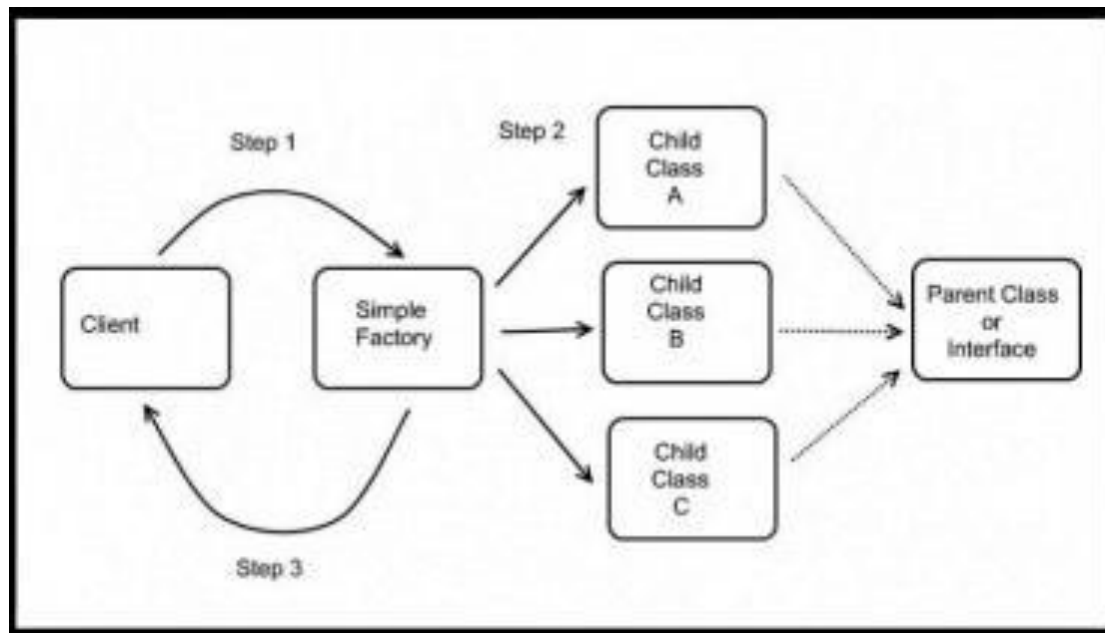 Step 1
Step 2
Child
Class
A
Client
Simple
Factory
Child
Class
B
Parent Class
or
Interface
Child
Class
C
Step 3